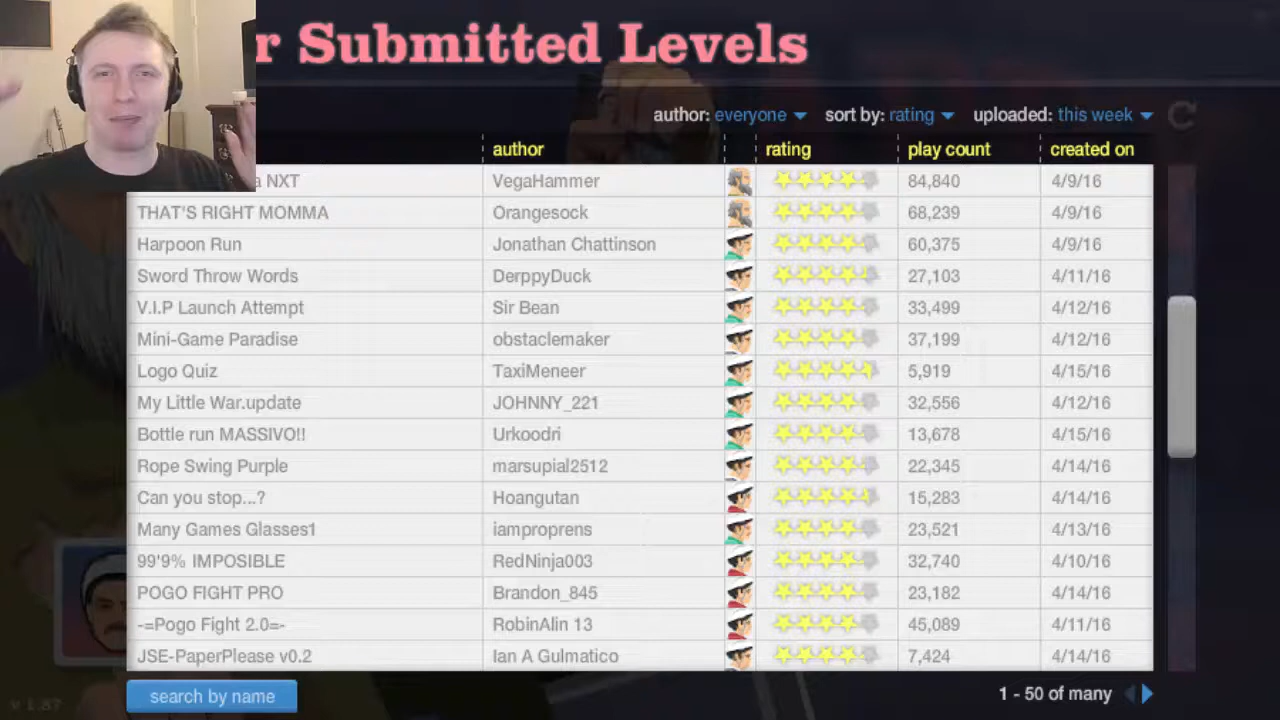 r Submitted Levels
author: everyone sort by: rating uploaded: this week
author rating play count created on
a NXT VegaHammer 84,840 4/9/16
THAT'S RIGHT MOMMA Orangesock 68,239 4/9/16
Harpoon Run Jonathan Chattinson 60,375 4/9/16
Sword Throw Words DerppyDuck 27,103 4/11/16
V.I.P Launch Attempt Sir Bean 33,499 4/12/16
Mini-Game Paradise obstaclemaker 37,199 4/12/16
Logo Quiz TaxiMeneer 5,919 4/15/16
My Little War.update JOHNNY_221 32,556 4/12/16
Bottle run MASSIVO!! Urkoodri 13,678 4/15/16
Rope Swing Purple marsupial2512 22,345 4/14/16
Can you stop...? Hoangutan 15,283 4/14/16
Many Games Glasses1 iamproprens 23,521 4/13/16
99'9% IMPOSIBLE RedNinja003 32,740 4/10/16
POGO FIGHT PRO Brandon_845 23,182 4/14/16
-=Pogo Fight 2.0=- RobinAlin 13 45,089 4/11/16
JSE-PaperPlease v0.2 Ian A Gulmatico 7,424 4/14/16
search by name 1 - 50 of many
v 1.87